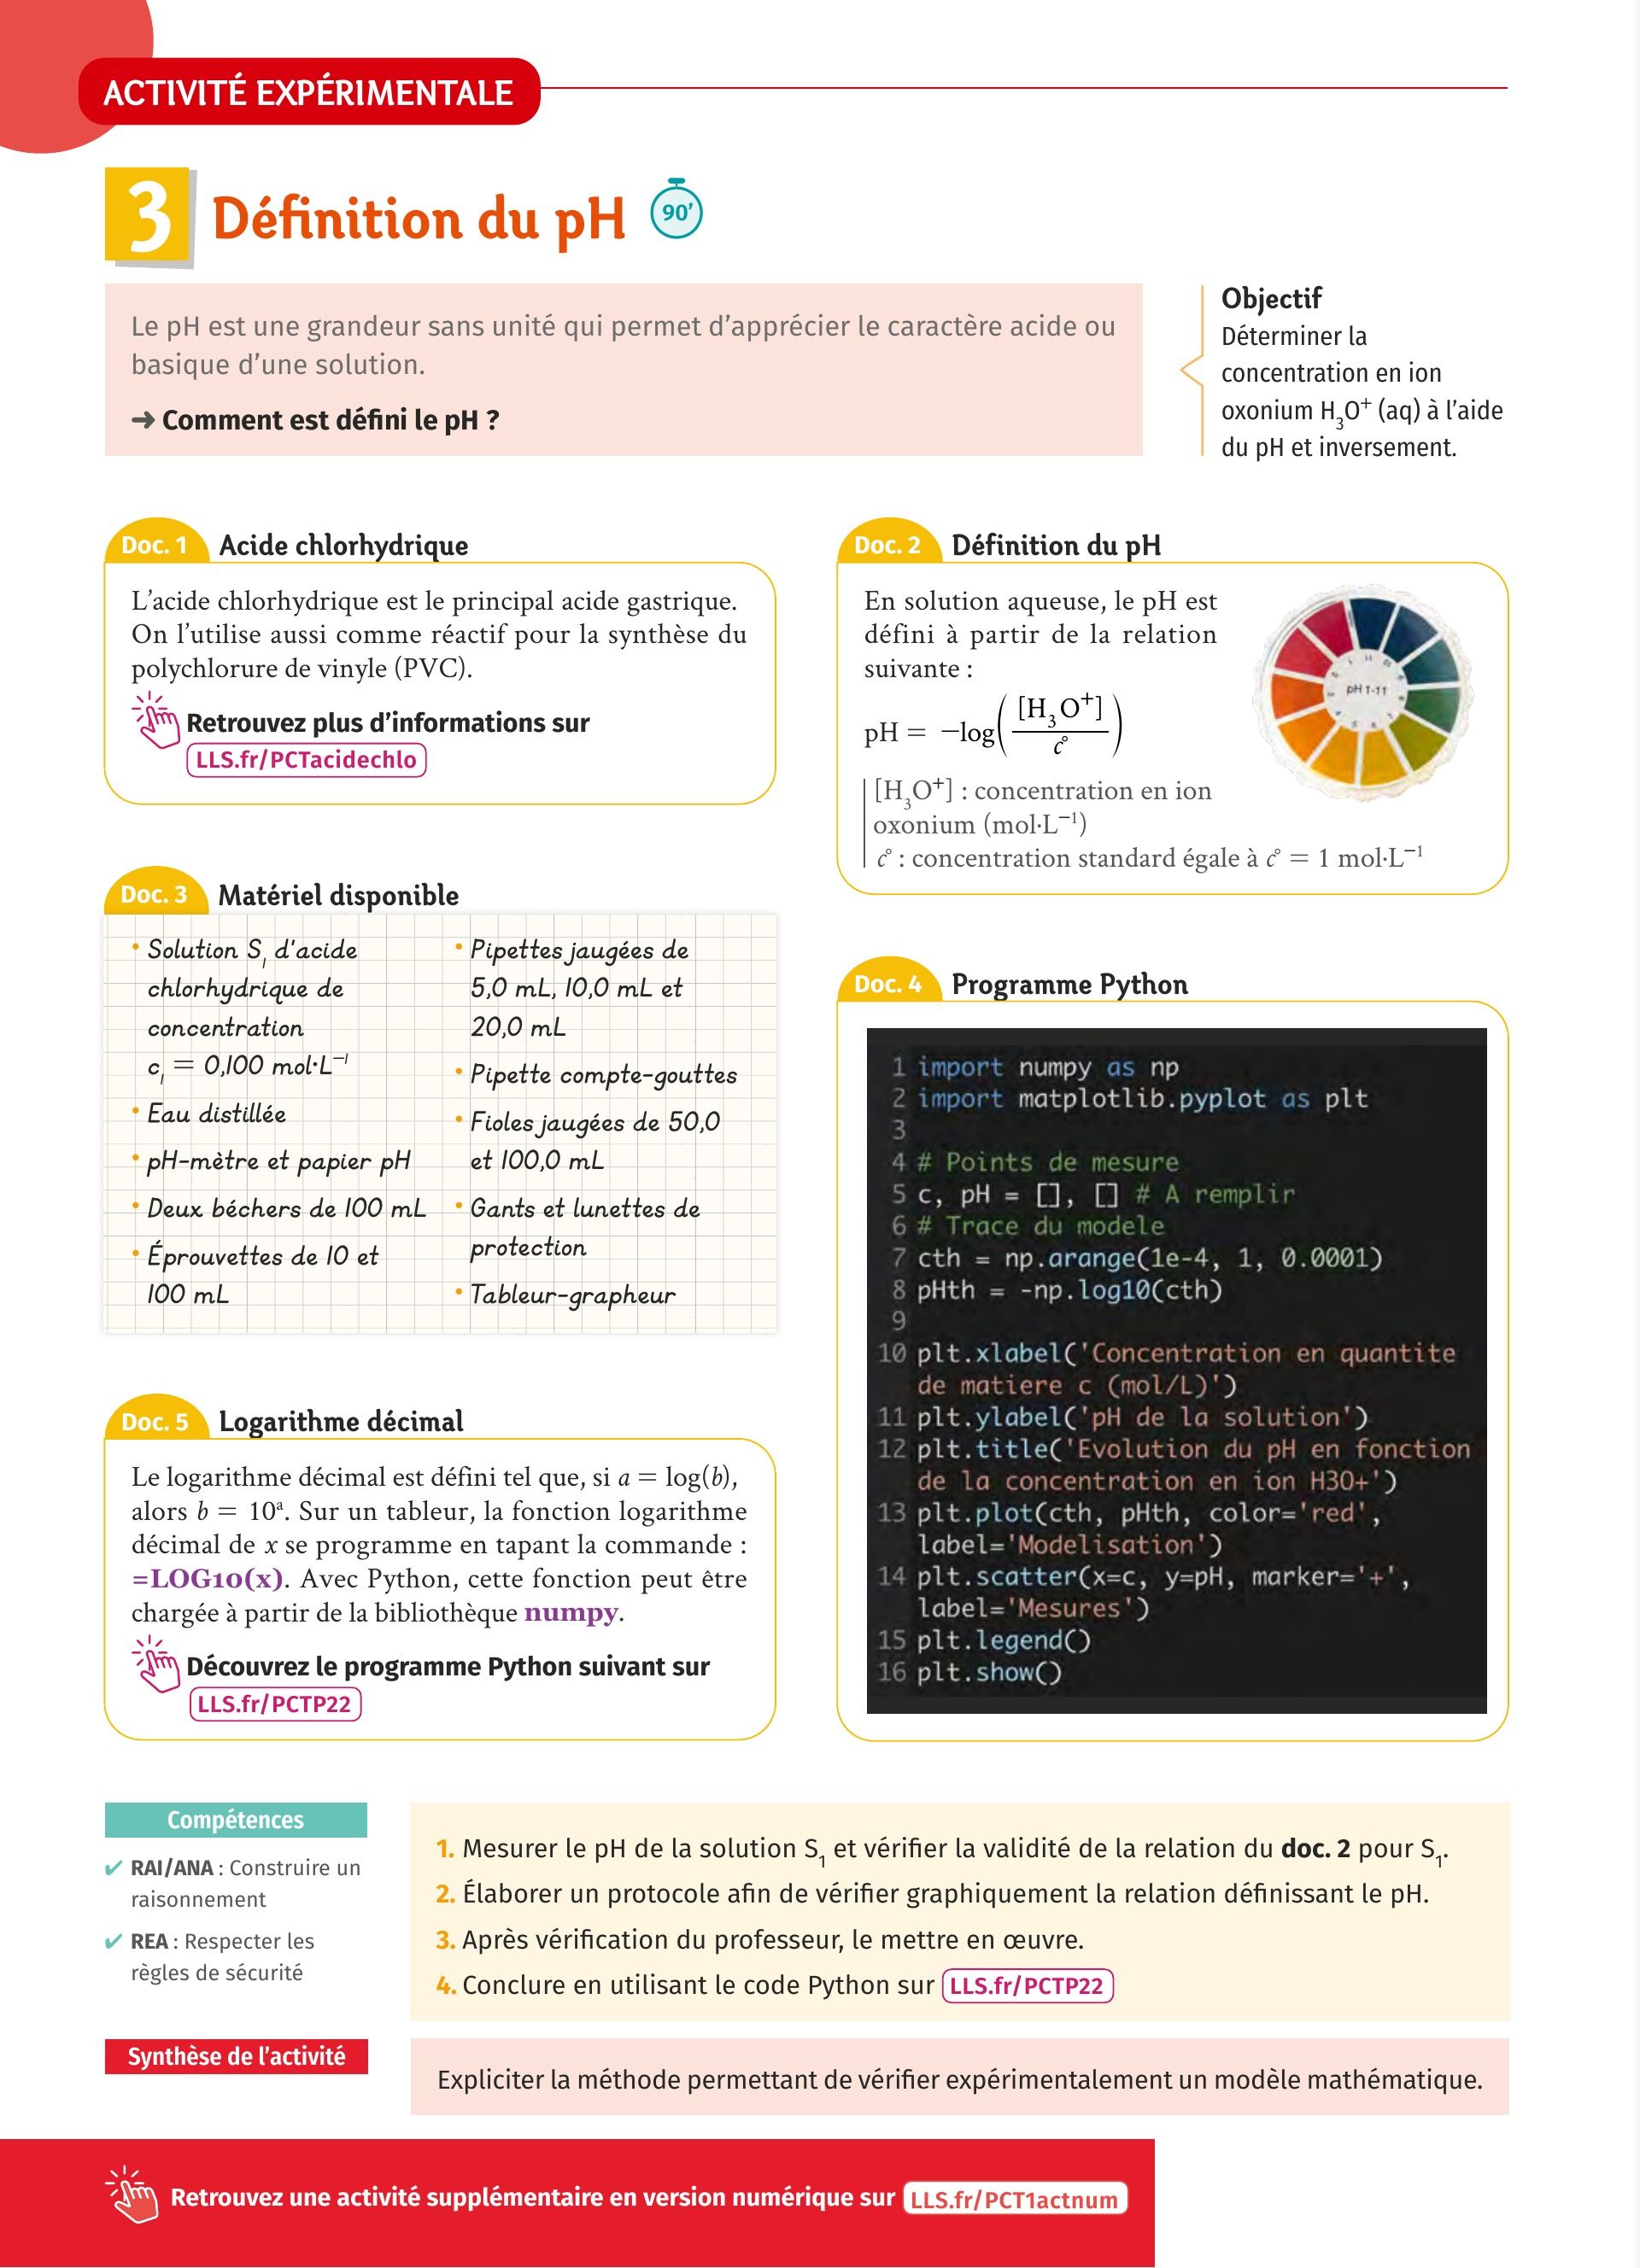 ACTIVITÉ EXPÉRIMENTALE
3 Définition du pH 90'
Le pH est une grandeur sans unité qui permet d'apprécier le caractère acide ou
basique d'une solution.
➜ Comment est défini le pH ?
Objectif
Déterminer la
concentration en ion
oxonium H₃O⁺ (aq) à l'aide
du pH et inversement.
Doc. 1 Acide chlorhydrique
L'acide chlorhydrique est le principal acide gastrique.
On l'utilise aussi comme réactif pour la synthèse du
polychlorure de vinyle (PVC).
Retrouvez plus d'informations sur
LLS.fr/PCTacidechlo
Doc. 2 Définition du pH
En solution aqueuse, le pH est
défini à partir de la relation
suivante :
pH = −log([H₃O⁺]/c°)
[H₃O⁺] : concentration en ion
oxonium (mol·L⁻¹)
c° : concentration standard égale à c° = 1 mol·L⁻¹
pH 1-11
Doc. 3 Matériel disponible
• Solution S₁ d'acide
chlorhydrique de
concentration
c₁ = 0,100 mol·L⁻¹
• Eau distillée
• pH-mètre et papier pH
• Deux béchers de 100 mL
• Éprouvettes de 10 et
100 mL
• Pipettes jaugées de
5,0 mL, 10,0 mL et
20,0 mL
• Pipette compte-gouttes
• Fioles jaugées de 50,0
et 100,0 mL
• Gants et lunettes de
protection
• Tableur-grapheur
Doc. 4 Programme Python
1 import numpy as np
2 import matplotlib.pyplot as plt
3
4 # Points de mesure
5 c, pH = [], [] # A remplir
6 # Trace du modele
7 cth = np.arange(1e-4, 1, 0.0001)
8 pHth = -np.log10(cth)
9
10 plt.xlabel('Concentration en quantite
de matiere c (mol/L)')
11 plt.ylabel('pH de la solution')
12 plt.title('Evolution du pH en fonction
de la concentration en ion H3O+')
13 plt.plot(cth, pHth, color='red',
label='Modelisation')
14 plt.scatter(x=c, y=pH, marker='+',
label='Mesures')
15 plt.legend()
16 plt.show()
Doc. 5 Logarithme décimal
Le logarithme décimal est défini tel que, si a = log(b),
alors b = 10ᵃ. Sur un tableur, la fonction logarithme
décimal de x se programme en tapant la commande :
=LOG10(x). Avec Python, cette fonction peut être
chargée à partir de la bibliothèque numpy.
Découvrez le programme Python suivant sur
LLS.fr/PCTP22
Compétences
✔ RAI/ANA : Construire un
raisonnement
✔ REA : Respecter les
règles de sécurité
1. Mesurer le pH de la solution S₁ et vérifier la validité de la relation du doc. 2 pour S₁.
2. Élaborer un protocole afin de vérifier graphiquement la relation définissant le pH.
3. Après vérification du professeur, le mettre en œuvre.
4. Conclure en utilisant le code Python sur LLS.fr/PCTP22
Synthèse de l'activité
Expliciter la méthode permettant de vérifier expérimentalement un modèle mathématique.
Retrouvez une activité supplémentaire en version numérique sur LLS.fr/PCT1actnum